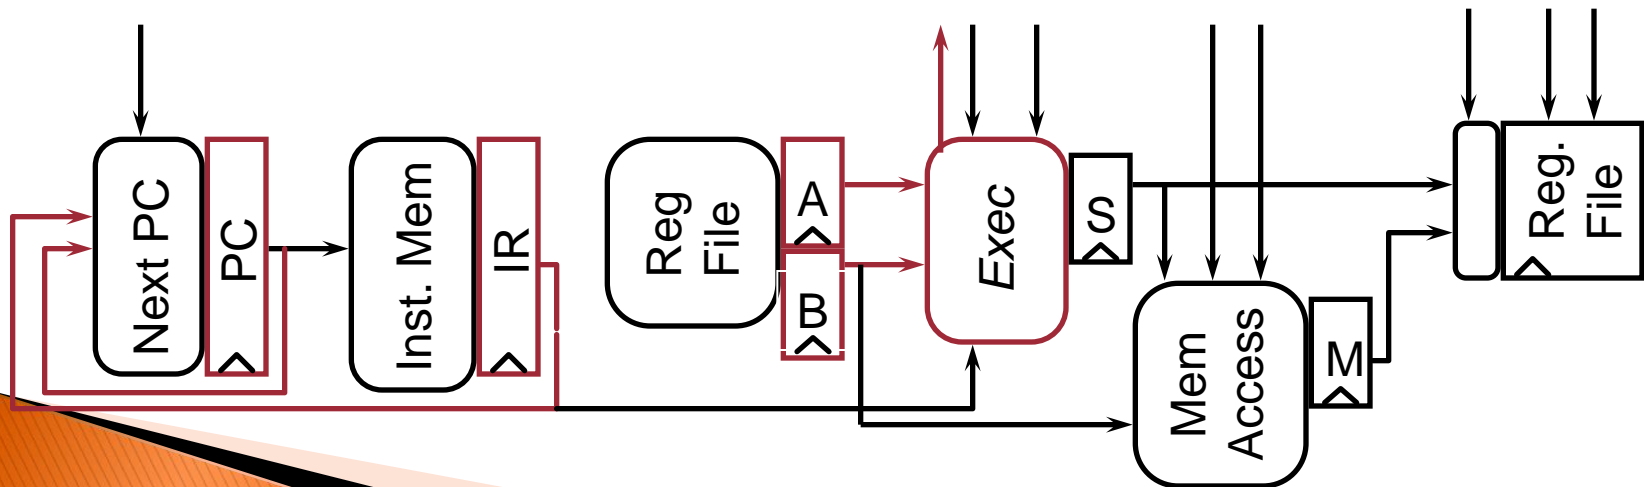 Next PC
PC
Inst. Mem
IR
Reg
File
A
B
Exec
S
Mem
Access
M
Reg.
File